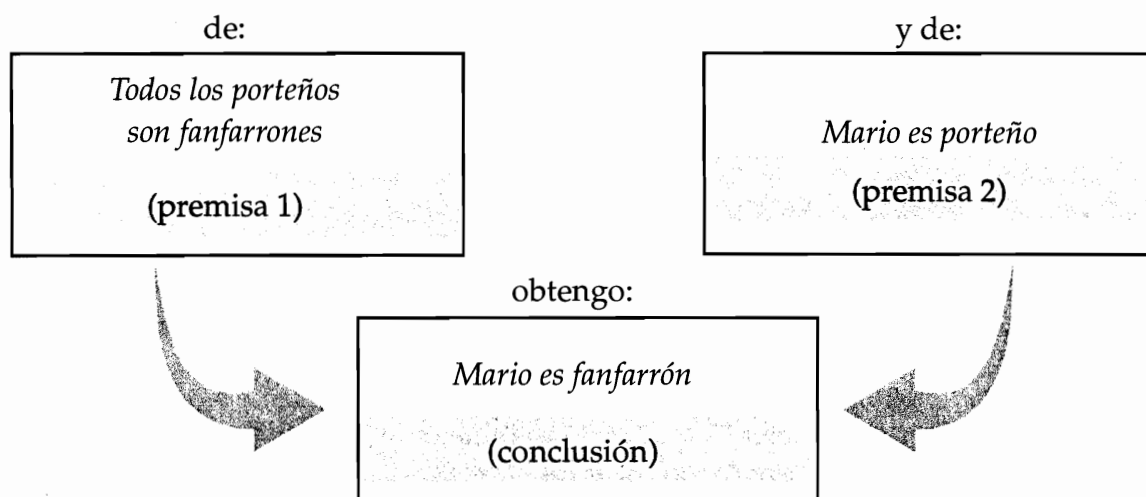 de:
Todos los porteños
son fanfarrones
(premisa 1)
y de:
Mario es porteño
(premisa 2)
obtengo:
Mario es fanfarrón
(conclusión)